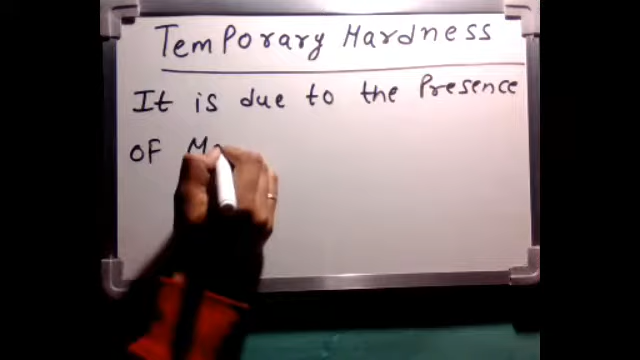 Temporary Hardness
It is due to the Presence
OF